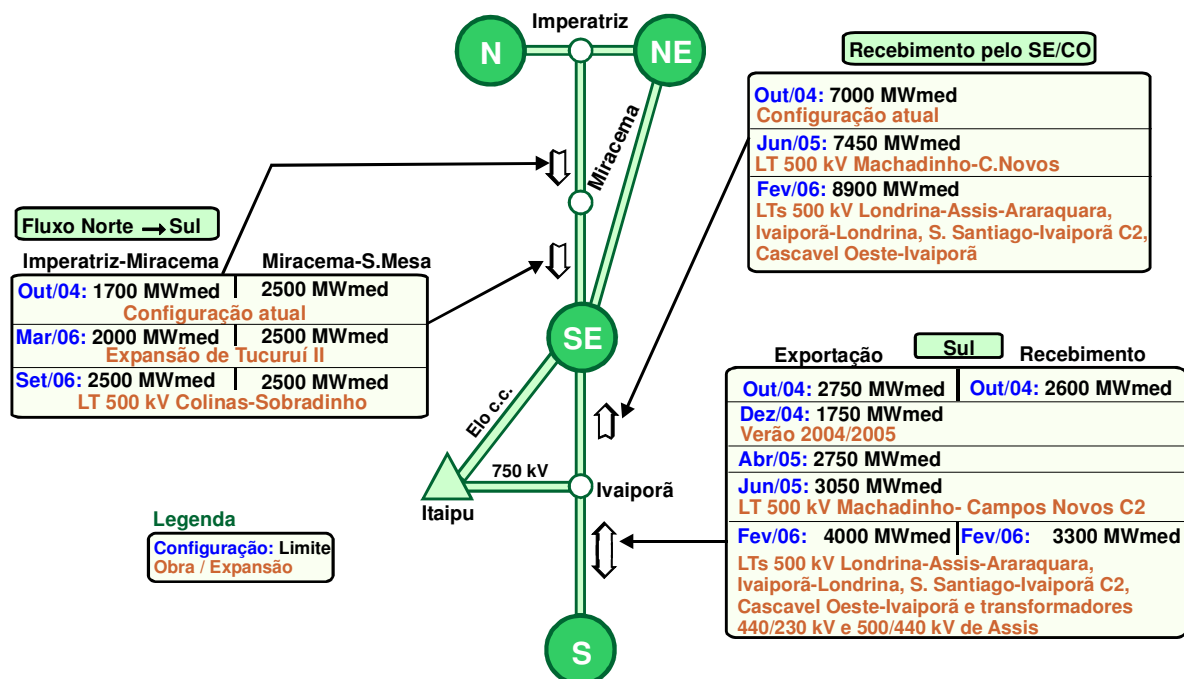 Imperatriz
N
NE
Miracema
SE
Elo c.c.
750 kV
Itaipu
Ivaiporã
S
Fluxo Norte → Sul
Imperatriz-Miracema Miracema-S.Mesa
Out/04: 1700 MWmed 2500 MWmed
Configuração atual
Mar/06: 2000 MWmed 2500 MWmed
Expansão de Tucuruí II
Set/06: 2500 MWmed 2500 MWmed
LT 500 kV Colinas-Sobradinho
Legenda
Configuração: Limite
Obra / Expansão
Recebimento pelo SE/CO
Out/04: 7000 MWmed
Configuração atual
Jun/05: 7450 MWmed
LT 500 kV Machadinho-C.Novos
Fev/06: 8900 MWmed
LTs 500 kV Londrina-Assis-Araraquara,
Ivaiporã-Londrina, S. Santiago-Ivaiporã C2,
Cascavel Oeste-Ivaiporã
Exportação Sul Recebimento
Out/04: 2750 MWmed Out/04: 2600 MWmed
Dez/04: 1750 MWmed
Verão 2004/2005
Abr/05: 2750 MWmed
Jun/05: 3050 MWmed
LT 500 kV Machadinho- Campos Novos C2
Fev/06: 4000 MWmed Fev/06: 3300 MWmed
LTs 500 kV Londrina-Assis-Araraquara,
Ivaiporã-Londrina, S. Santiago-Ivaiporã C2,
Cascavel Oeste-Ivaiporã e transformadores
440/230 kV e 500/440 kV de Assis